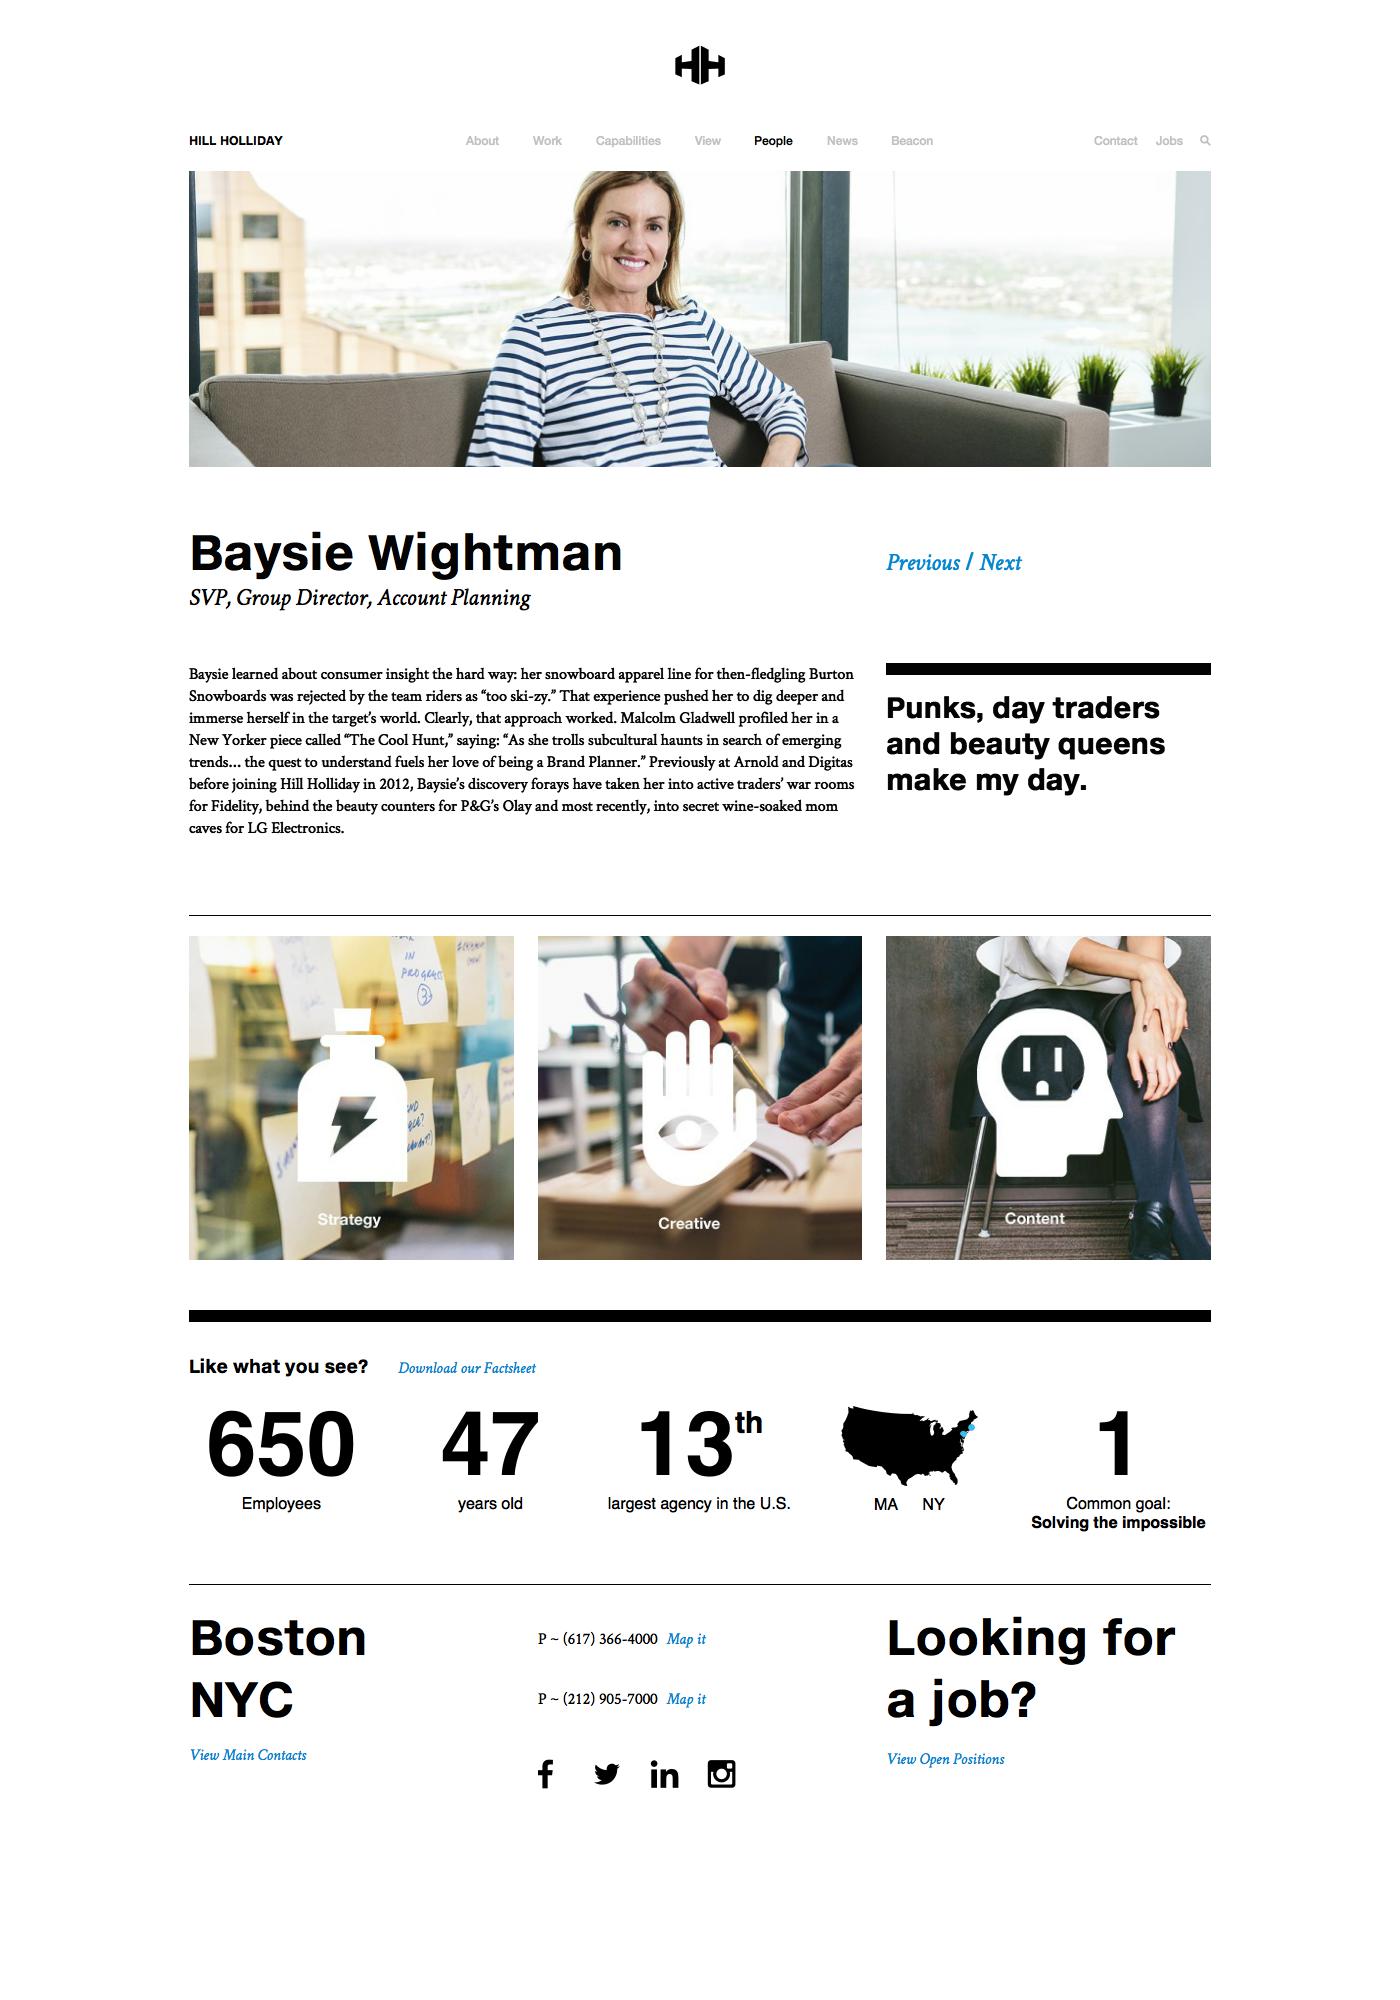 HILL HOLLIDAY
About Work Capabilities View People News Beacon
Contact Jobs
Baysie Wightman
SVP, Group Director, Account Planning
Previous / Next
Baysie learned about consumer insight the hard way: her snowboard apparel line for then-fledgling Burton
Snowboards was rejected by the team riders as “too ski-zy.” That experience pushed her to dig deeper and
immerse herself in the target’s world. Clearly, that approach worked. Malcolm Gladwell profiled her in a
New Yorker piece called “The Cool Hunt,” saying: “As she trolls subcultural haunts in search of emerging
trends… the quest to understand fuels her love of being a Brand Planner.” Previously at Arnold and Digitas
before joining Hill Holliday in 2012, Baysie’s discovery forays have taken her into active traders’ war rooms
for Fidelity, behind the beauty counters for P&G’s Olay and most recently, into secret wine-soaked mom
caves for LG Electronics.
Punks, day traders
and beauty queens
make my day.
IN
PROGRESS
3
Strategy
Creative
Content
Like what you see? Download our Factsheet
650
Employees
47
years old
13th
largest agency in the U.S.
MA NY
1
Common goal:
Solving the impossible
Boston
NYC
View Main Contacts
P ~ (617) 366-4000 Map it
P ~ (212) 905-7000 Map it
Looking for
a job?
View Open Positions